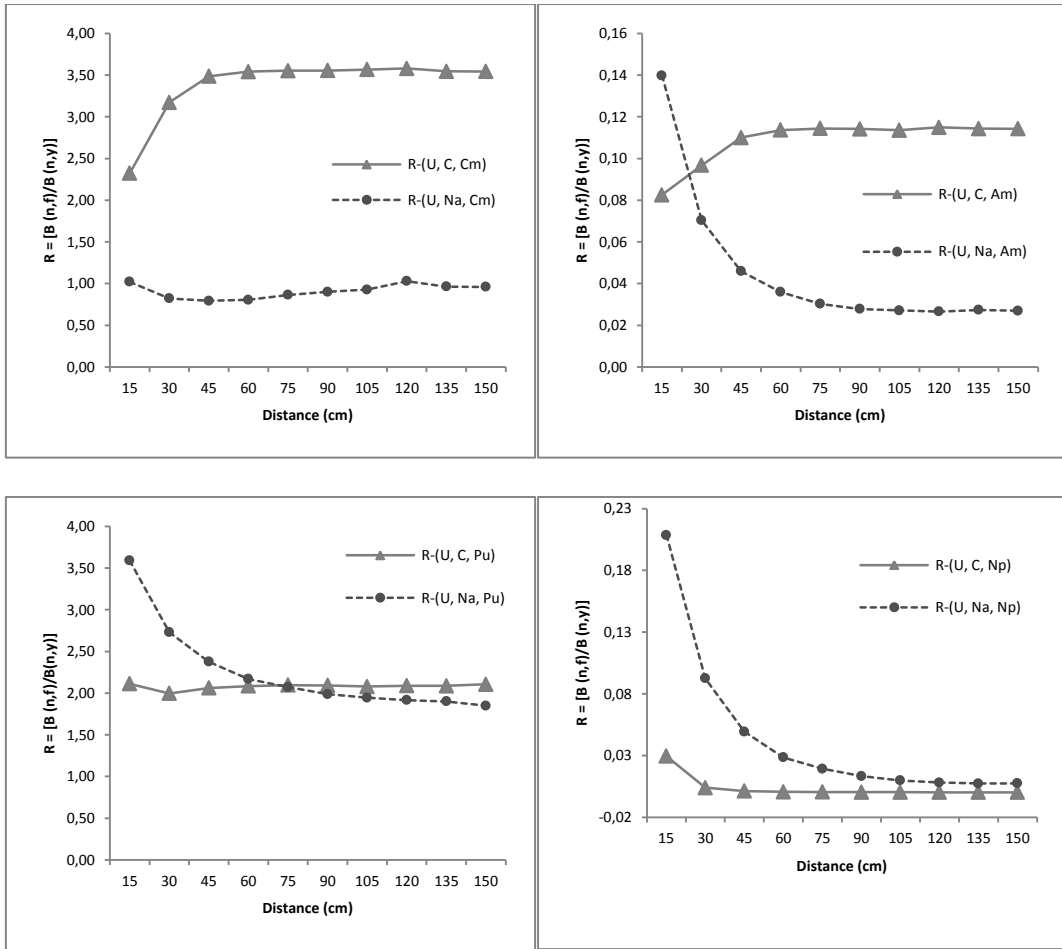 4,00
3,50
3,00
2,50
2,00
1,50
1,00
0,50
0,00
R = [B (n,f)/B (n,y)]
R-(U, C, Cm)
R-(U, Na, Cm)
15 30 45 60 75 90 105 120 135 150
Distance (cm)
0,16
0,14
0,12
0,10
0,08
0,06
0,04
0,02
0,00
R = [B (n,f)/B (n,y)]
R-(U, C, Am)
R-(U, Na, Am)
15 30 45 60 75 90 105 120 135 150
Distance (cm)
4,00
3,50
3,00
2,50
2,00
1,50
1,00
0,50
0,00
R = [B (n,f)/B(n,y)]
R-(U, C, Pu)
R-(U, Na, Pu)
15 30 45 60 75 90 105 120 135 150
Distance (cm)
0,23
0,18
0,13
0,08
0,03
-0,02
R = [B (n,f)/B (n,y)]
R-(U, C, Np)
R-(U, Na, Np)
15 30 45 60 75 90 105 120 135 150
Distance (cm)